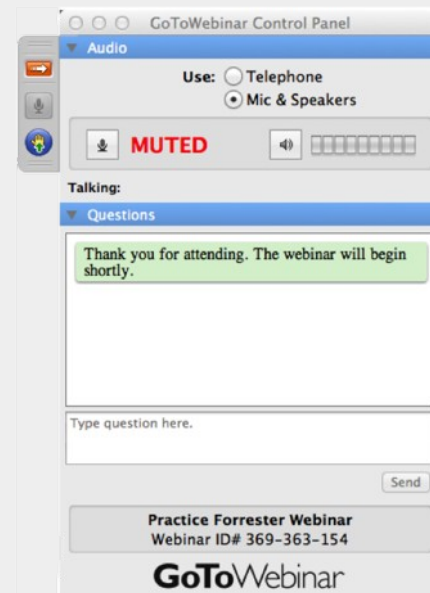 GoToWebinar Control Panel
Audio
Use: Telephone
Mic & Speakers
MUTED
Talking:
Questions
Thank you for attending. The webinar will begin
shortly.
Type question here.
Send
Practice Forrester Webinar
Webinar ID# 369-363-154
GoToWebinar